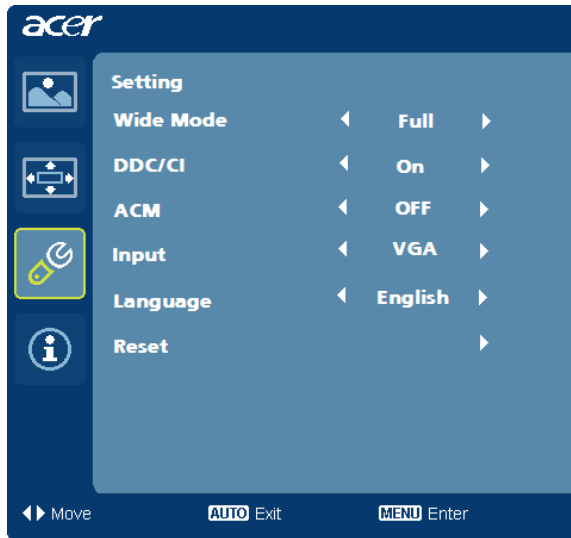 acer
Setting
Wide Mode Full
DDC/CI On
ACM OFF
Input VGA
Language English
Reset
Move AUTO Exit MENU Enter